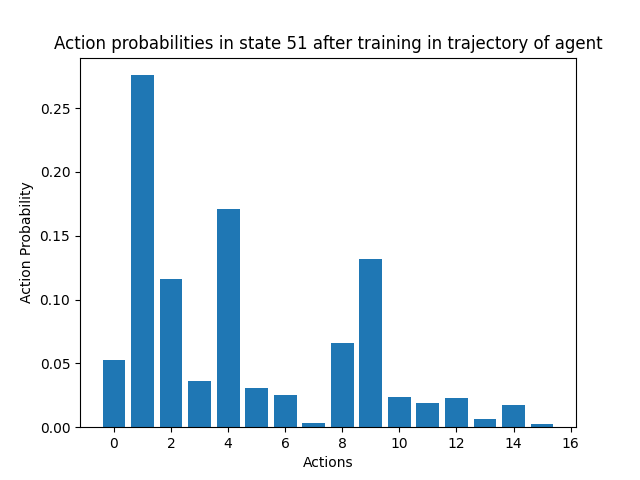 Action probabilities in state 51 after training in trajectory of agent
0.25
0.20
0.15
0.10
0.05
0.00
Action Probability
0 2 4 6 8 10 12 14 16
Actions